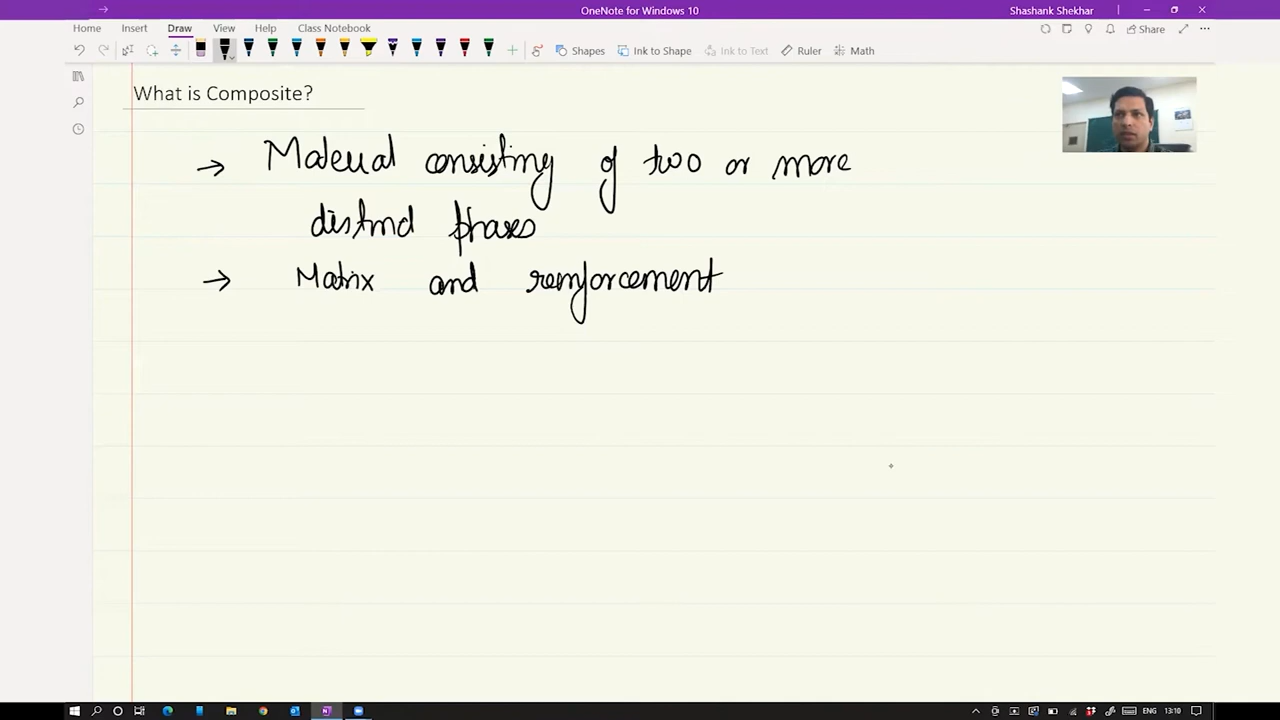 OneNote for Windows 10
Shashank Shekhar
Home Insert Draw View Help Class Notebook
Share
Shapes Ink to Shape Ink to Text Ruler Math
What is Composite?
→ Material consisting of two or more
distinct phases
→ Matrix and reinforcement
ENG 13:10